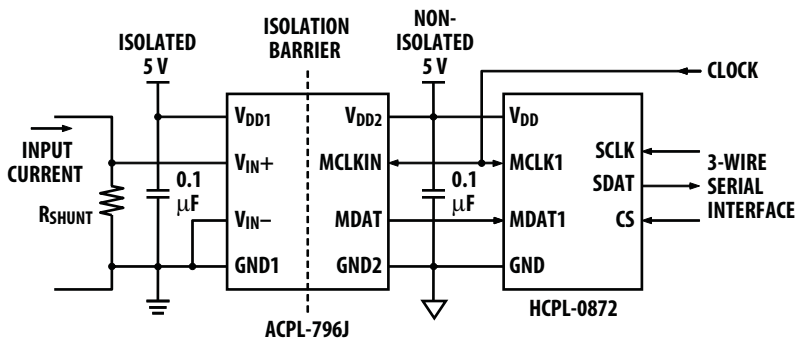 ISOLATED
5 V
ISOLATION
BARRIER
NON-
ISOLATED
5 V
CLOCK
INPUT
CURRENT
RSHUNT
0.1
μF
VDD1
VIN+
VIN–
GND1
VDD2
MCLKIN
MDAT
GND2
ACPL-796J
0.1
μF
VDD
MCLK1
MDAT1
GND
SCLK
SDAT
CS
HCPL-0872
3-WIRE
SERIAL
INTERFACE